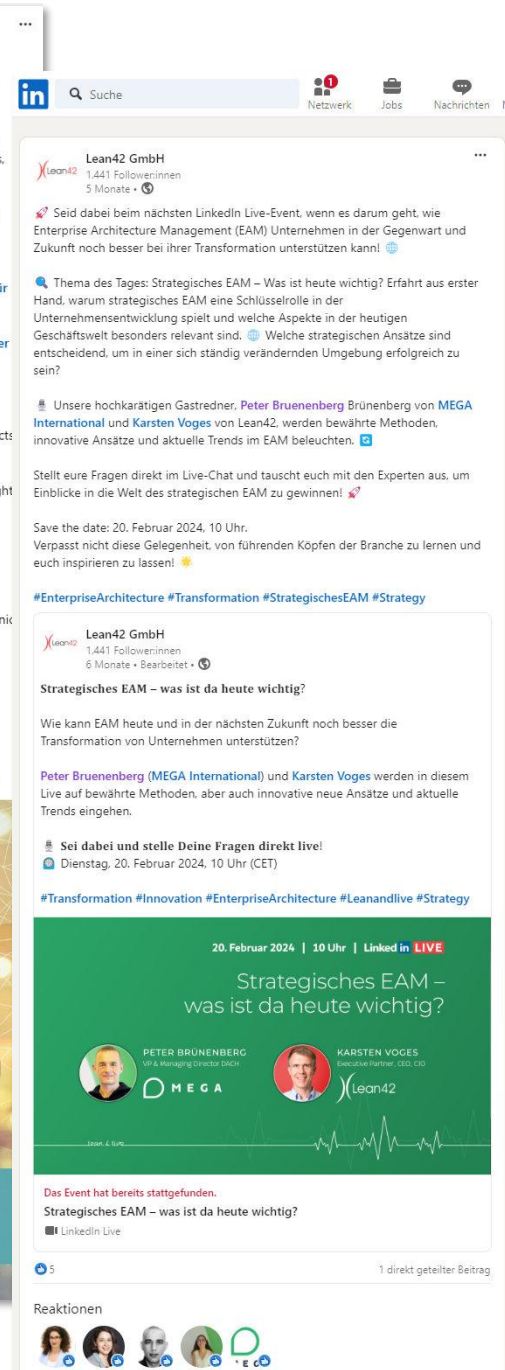 in Suche
1
Netzwerk Jobs Nachrichten
Lean42
Lean42 GmbH
1.441 Follower:innen
5 Monate •
Seid dabei beim nächsten LinkedIn Live-Event, wenn es darum geht, wie
Enterprise Architecture Management (EAM) Unternehmen in der Gegenwart und
Zukunft noch besser bei ihrer Transformation unterstützen kann!
Thema des Tages: Strategisches EAM – Was ist heute wichtig? Erfahrt aus erster
Hand, warum strategisches EAM eine Schlüsselrolle in der
Unternehmensentwicklung spielt und welche Aspekte in der heutigen
Geschäftswelt besonders relevant sind. Welche strategischen Ansätze sind
entscheidend, um in einer sich ständig verändernden Umgebung erfolgreich zu
sein?
Unsere hochkarätigen Gastredner, Peter Bruenenberg Brünenberg von MEGA
International und Karsten Voges von Lean42, werden bewährte Methoden,
innovative Ansätze und aktuelle Trends im EAM beleuchten.
Stellt eure Fragen direkt im Live-Chat und tauscht euch mit den Experten aus, um
Einblicke in die Welt des strategischen EAM zu gewinnen!
Save the date: 20. Februar 2024, 10 Uhr.
Verpasst nicht diese Gelegenheit, von führenden Köpfen der Branche zu lernen und
euch inspirieren zu lassen!
#EnterpriseArchitecture #Transformation #StrategischesEAM #Strategy
Lean42
Lean42 GmbH
1.441 Follower:innen
6 Monate • Bearbeitet •
Strategisches EAM – was ist da heute wichtig?
Wie kann EAM heute und in der nächsten Zukunft noch besser die
Transformation von Unternehmen unterstützen?
Peter Bruenenberg (MEGA International) und Karsten Voges werden in diesem
Live auf bewährte Methoden, aber auch innovative neue Ansätze und aktuelle
Trends eingehen.
Sei dabei und stelle Deine Fragen direkt live!
Dienstag, 20. Februar 2024, 10 Uhr (CET)
#Transformation #Innovation #EnterpriseArchitecture #Leanandlive #Strategy
20. Februar 2024 | 10 Uhr | Linked in LIVE
Strategisches EAM –
was ist da heute wichtig?
PETER BRÜNENBERG
VP & Managing Director DACH
MEGA
KARSTEN VOGES
Executive Partner, CEO, CIO
Lean42
Das Event hat bereits stattgefunden.
Strategisches EAM – was ist da heute wichtig?
LinkedIn Live
5
1 direkt geteilter Beitrag
Reaktionen